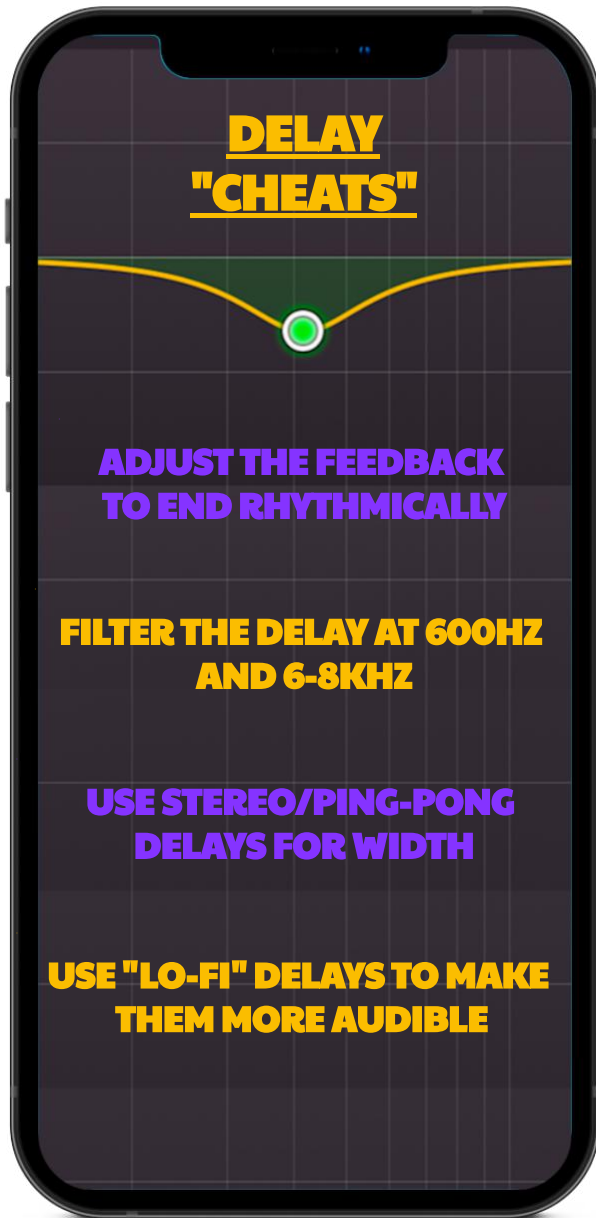 DELAY
"CHEATS"
ADJUST THE FEEDBACK
TO END RHYTHMICALLY
FILTER THE DELAY AT 600HZ
AND 6-8KHZ
USE STEREO/PING-PONG
DELAYS FOR WIDTH
USE "LO-FI" DELAYS TO MAKE
THEM MORE AUDIBLE